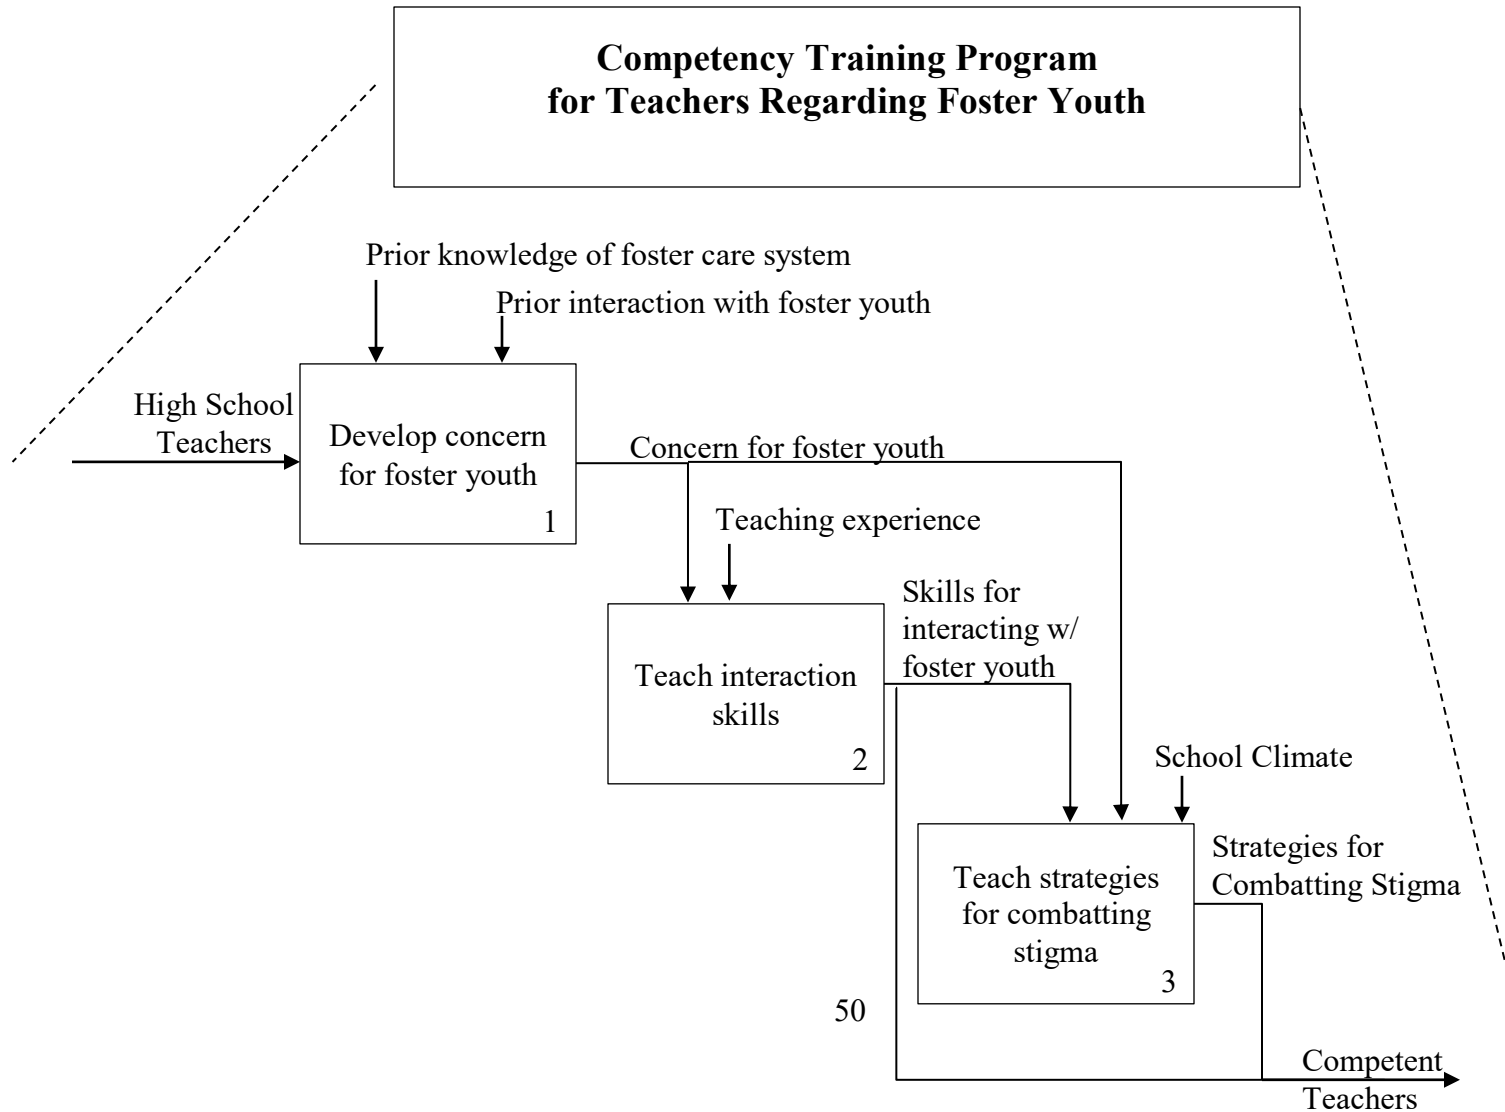 Competency Training Program
for Teachers Regarding Foster Youth
Prior knowledge of foster care system
Prior interaction with foster youth
High School
Teachers
Develop concern
for foster youth
1
Concern for foster youth
Teaching experience
Skills for
interacting w/
foster youth
Teach interaction
skills
2
School Climate
Strategies for
Combatting Stigma
Teach strategies
for combatting
stigma
3
50
Competent
Teachers